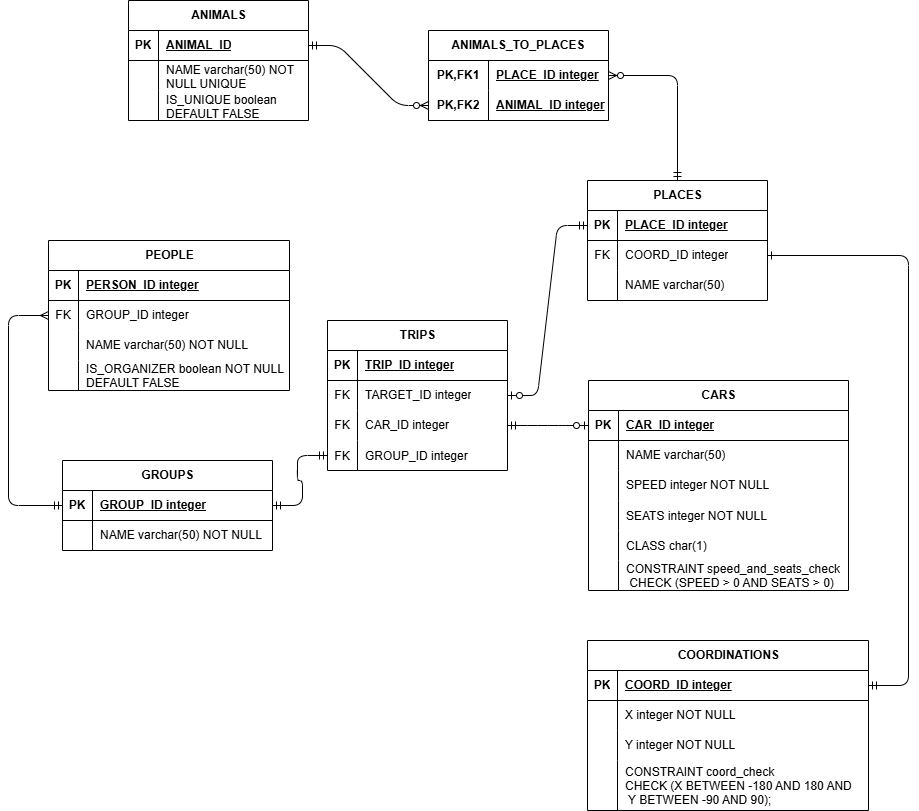 ANIMALS
PK ANIMAL_ID
NAME varchar(50) NOT
NULL UNIQUE
IS_UNIQUE boolean
DEFAULT FALSE
ANIMALS_TO_PLACES
PK,FK1 PLACE_ID integer
PK,FK2 ANIMAL_ID integer
PLACES
PK PLACE_ID integer
FK COORD_ID integer
NAME varchar(50)
PEOPLE
PK PERSON_ID integer
FK GROUP_ID integer
NAME varchar(50) NOT NULL
IS_ORGANIZER boolean NOT NULL
DEFAULT FALSE
TRIPS
PK TRIP_ID integer
FK TARGET_ID integer
FK CAR_ID integer
FK GROUP_ID integer
CARS
PK CAR_ID integer
NAME varchar(50)
SPEED integer NOT NULL
SEATS integer NOT NULL
CLASS char(1)
CONSTRAINT speed_and_seats_check
CHECK (SPEED > 0 AND SEATS > 0)
GROUPS
PK GROUP_ID integer
NAME varchar(50) NOT NULL
COORDINATIONS
PK COORD_ID integer
X integer NOT NULL
Y integer NOT NULL
CONSTRAINT coord_check
CHECK (X BETWEEN -180 AND 180 AND
Y BETWEEN -90 AND 90);